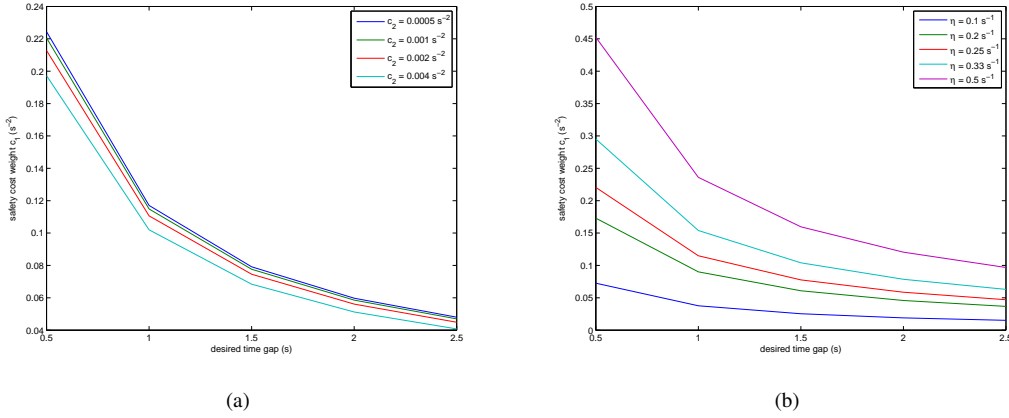 0.24
0.22
0.2
0.18
0.16
0.14
0.12
0.1
0.08
0.06
0.04
safety cost weight c₁ (s⁻²)
0.5
1
1.5
2
2.5
desired time gap (s)
c₂ = 0.0005 s⁻²
c₂ = 0.001 s⁻²
c₂ = 0.002 s⁻²
c₂ = 0.004 s⁻²
(a)
0.5
0.45
0.4
0.35
0.3
0.25
0.2
0.15
0.1
0.05
0
safety cost weight c₁ (s⁻²)
0.5
1
1.5
2
2.5
desired time gap (s)
η = 0.1 s⁻¹
η = 0.2 s⁻¹
η = 0.25 s⁻¹
η = 0.33 s⁻¹
η = 0.5 s⁻¹
(b)